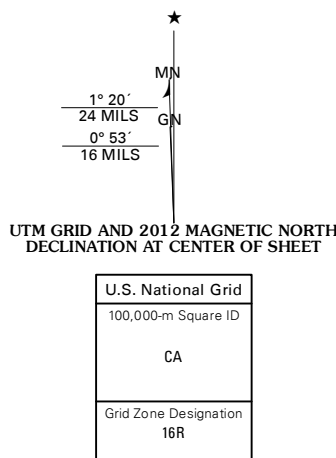 ★
MN
1° 20´
24 MILS
GN
0° 53´
16 MILS
UTM GRID AND 2012 MAGNETIC NORTH
DECLINATION AT CENTER OF SHEET
U.S. National Grid
100,000-m Square ID
CA
Grid Zone Designation
16R